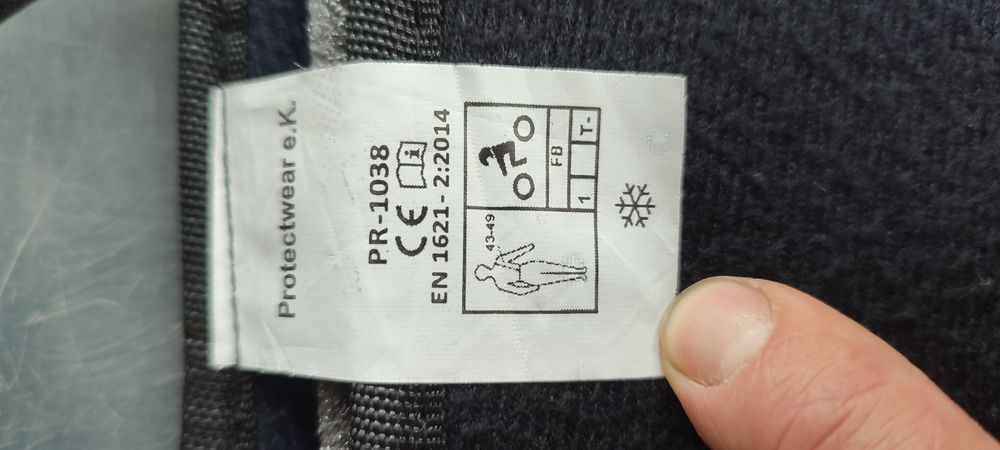 Protectwear e.K.
PR-1038
CE
EN 1621- 2:2014
43-49
FB
1 T-